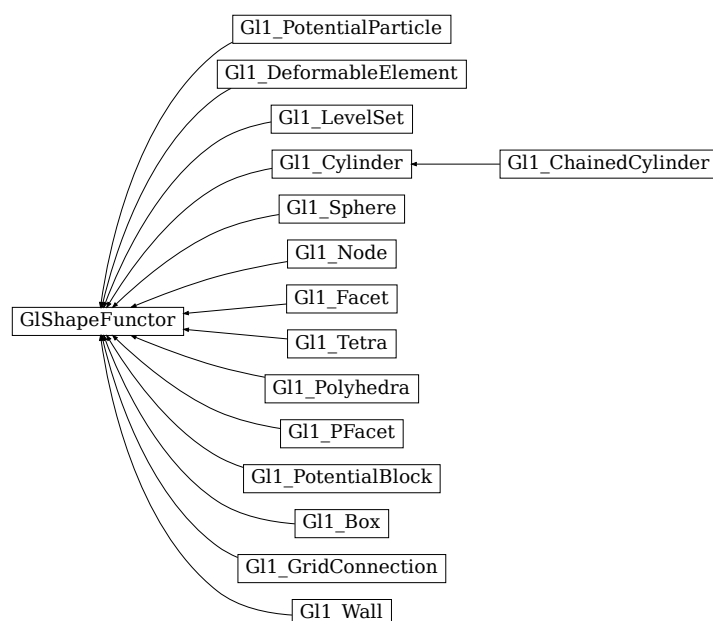 Gl1_PotentialParticle
Gl1_DeformableElement
Gl1_LevelSet
Gl1_Cylinder
Gl1_ChainedCylinder
Gl1_Sphere
Gl1_Node
Gl1_Facet
GlShapeFunctor
Gl1_Tetra
Gl1_Polyhedra
Gl1_PFacet
Gl1_PotentialBlock
Gl1_Box
Gl1_GridConnection
Gl1_Wall